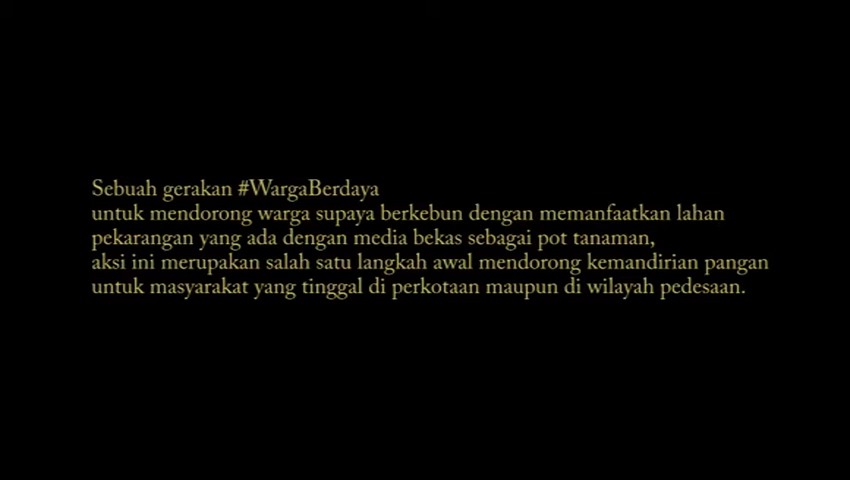 Sebuah gerakan #WargaBerdaya
untuk mendorong warga supaya berkebun dengan memanfaatkan lahan
pekarangan yang ada dengan media bekas sebagai pot tanaman,
aksi ini merupakan salah satu langkah awal mendorong kemandirian pangan
untuk masyarakat yang tinggal di perkotaan maupun di wilayah pedesaan.